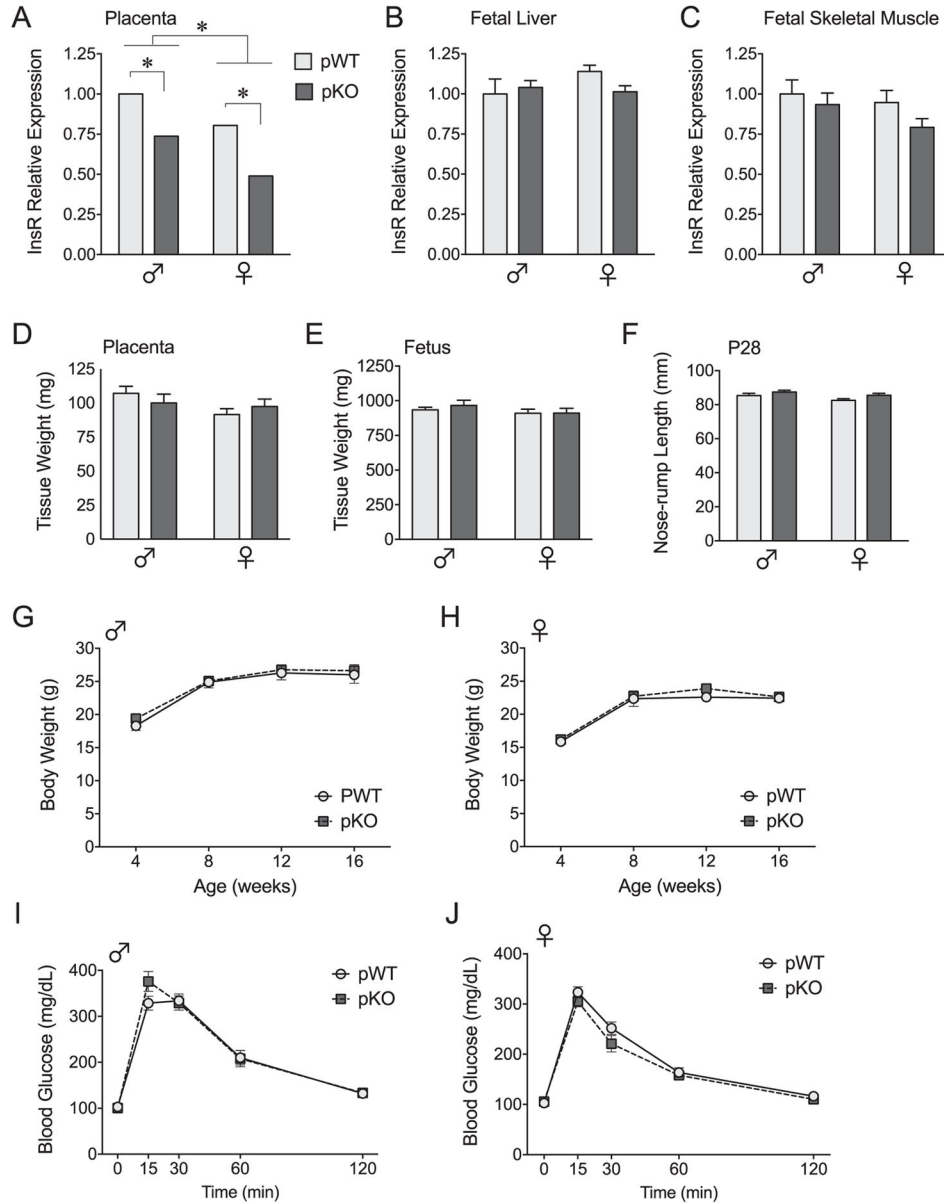 A
Placenta
InsR Relative Expression
1.25
1.00
0.75
0.50
0.25
0.00
*
*
*
♂
♀
pWT
pKO
B
Fetal Liver
InsR Relative Expression
1.25
1.00
0.75
0.50
0.25
0.00
♂
♀
C
Fetal Skeletal Muscle
InsR Relative Expression
1.25
1.00
0.75
0.50
0.25
0.00
♂
♀
D
Placenta
Tissue Weight (mg)
125
100
75
50
25
0
♂
♀
E
Fetus
Tissue Weight (mg)
1250
1000
750
500
250
0
♂
♀
F
P28
Nose-rump Length (mm)
100
80
60
40
20
0
♂
♀
G
♂
Body Weight (g)
30
25
20
15
10
5
0
PWT
pKO
4
8
12
16
Age (weeks)
H
♀
Body Weight (g)
30
25
20
15
10
5
0
pWT
pKO
4
8
12
16
Age (weeks)
I
♂
Blood Glucose (mg/dL)
400
300
200
100
0
pWT
pKO
0
15
30
60
120
Time (min)
J
♀
Blood Glucose (mg/dL)
400
300
200
100
0
pWT
pKO
0
15
30
60
120
Time (min)